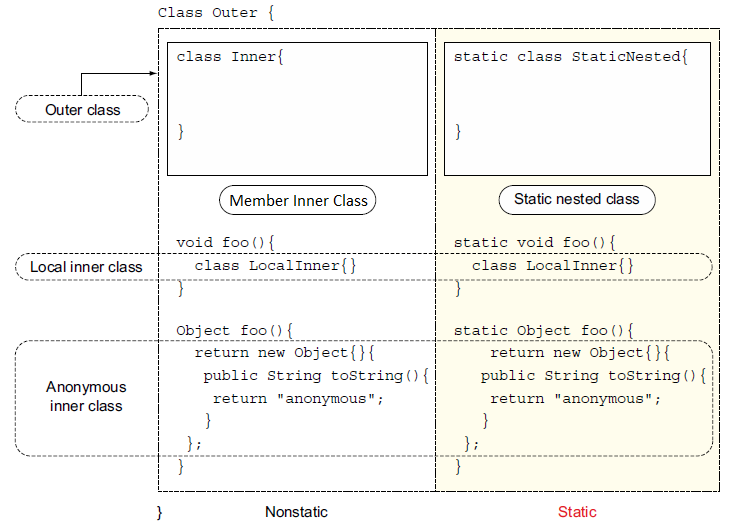 Class Outer {
class Inner{
static class StaticNested{
Outer class
}
}
Member Inner Class
Static nested class
void foo(){
static void foo(){
Local inner class
class LocalInner{}
class LocalInner{}
}
}
Object foo(){
static Object foo(){
return new Object{}{
return new Object{}{
public String toString(){
public String toString(){
Anonymous
inner class
return "anonymous";
return "anonymous";
}
}
};
};
}
}
}
Nonstatic
Static